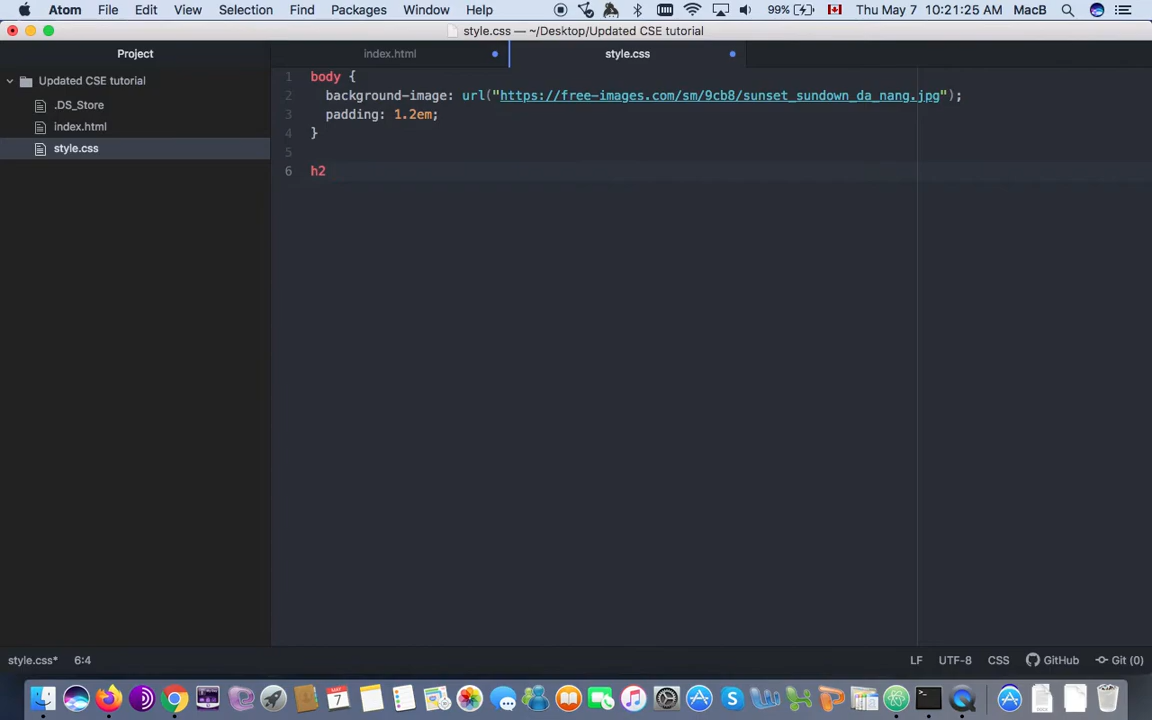 Atom File Edit View Selection Find Packages Window Help 99% Thu May 7 10:21:25 AM MacB
style.css — ~/Desktop/Updated CSE tutorial
Project index.html style.css
Updated CSE tutorial
.DS_Store
index.html
style.css
1 body {
2 background-image: url("https://free-images.com/sm/9cb8/sunset_sundown_da_nang.jpg");
3 padding: 1.2em;
4 }
5
6 h2
style.css* 6:4 LF UTF-8 CSS GitHub Git (0)